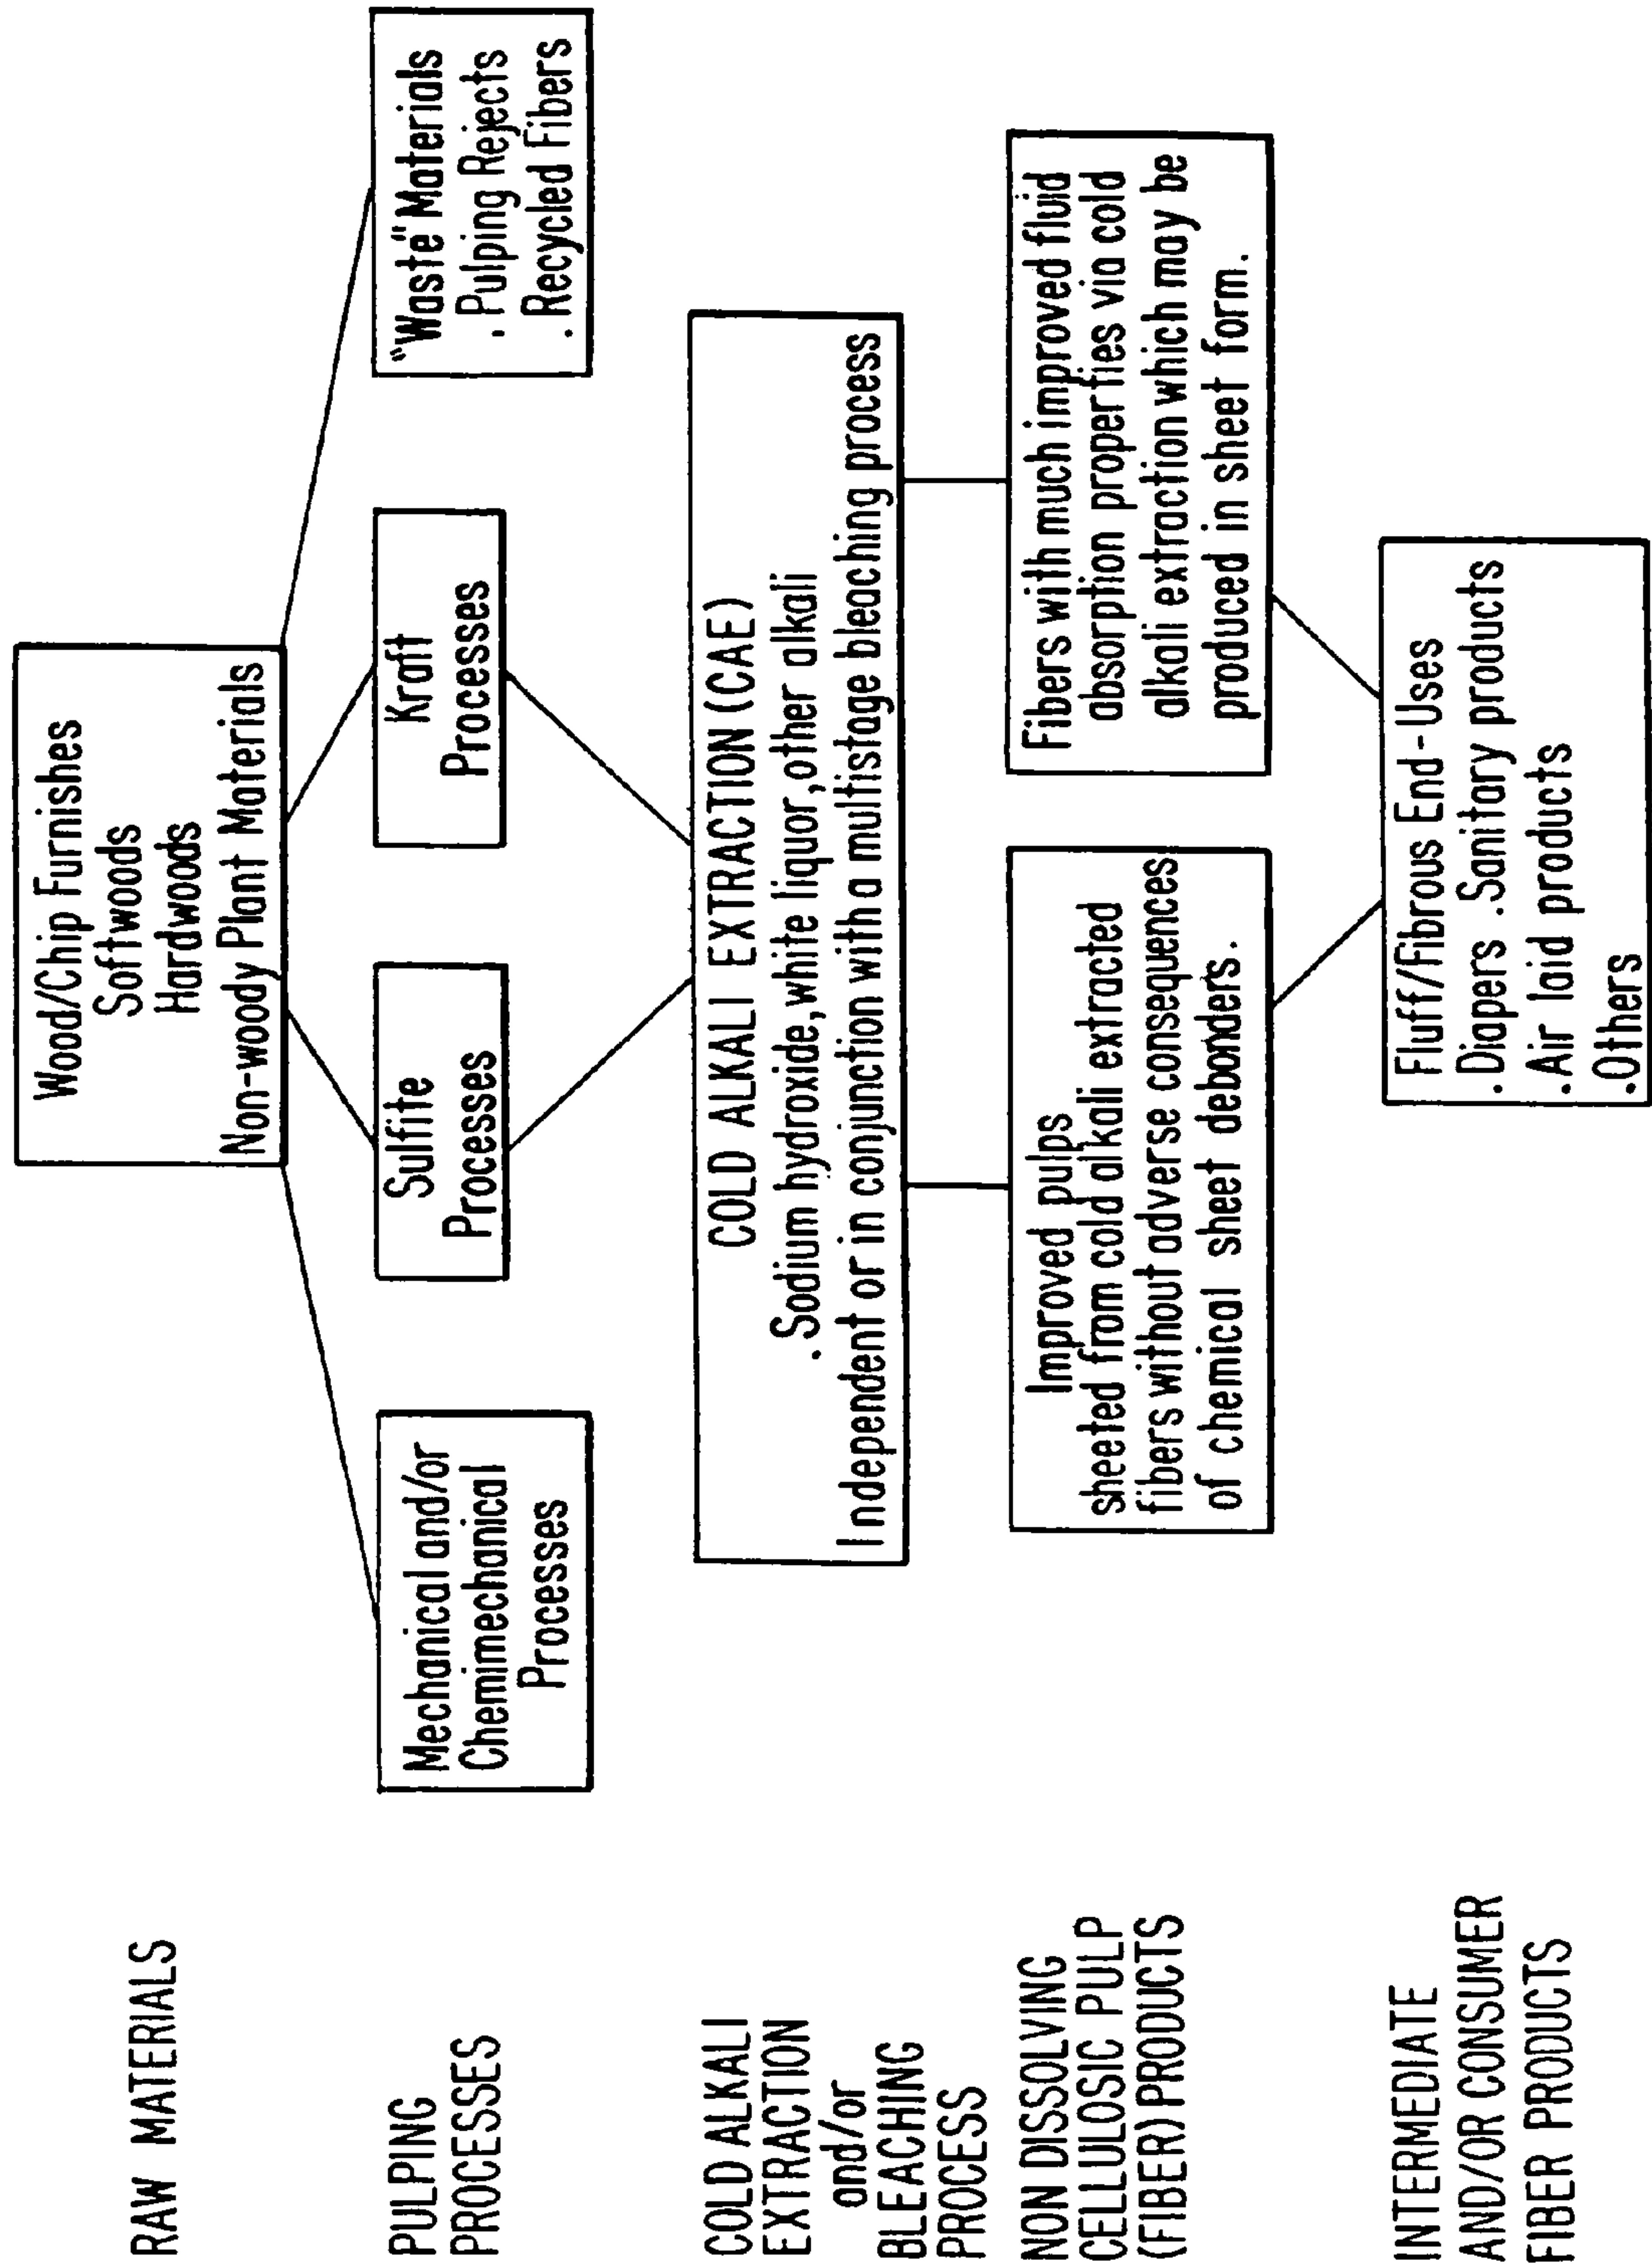 RAW MATERIALS
Wood/Chip Furnishes
Softwoods
Hardwoods
Non-woody Plant Materials
PULPING
PROCESSES
Mechanical and/or
Chemimechanical
Processes
Sulfite
Processes
Kraft
Processes
"Waste" Materials
. Pulping Rejects
. Recycled Fibers
COLD ALKALI
EXTRACTION
and/or
BLEACHING
PROCESS
COLD ALKALI EXTRACTION (CAE)
. Sodium hydroxide, white liquor, other alkali
Independent or in conjunction with a multistage bleaching process
NON DISSOLVING
CELLULOSIC PULP
(FIBER) PRODUCTS
Improved pulps
sheeted from cold alkali extracted
fibers without adverse consequences
of chemical sheet debonders.
Fibers with much improved fluid
absorption properties via cold
alkali extraction which may be
produced in sheet form.
INTERMEDIATE
AND/OR CONSUMER
FIBER PRODUCTS
Fluff/Fibrous End-Uses
. Diapers . Sanitary products
. Air laid products
. Others